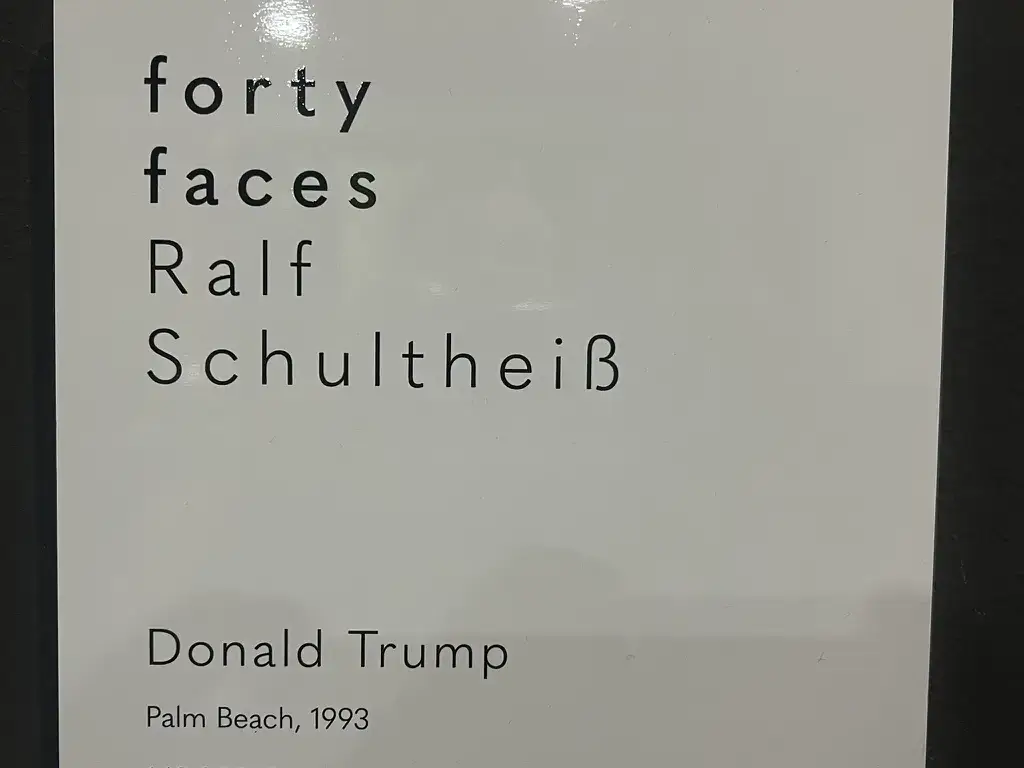 forty
faces
Ralf
Schultheiß
Donald Trump
Palm Beach, 1993